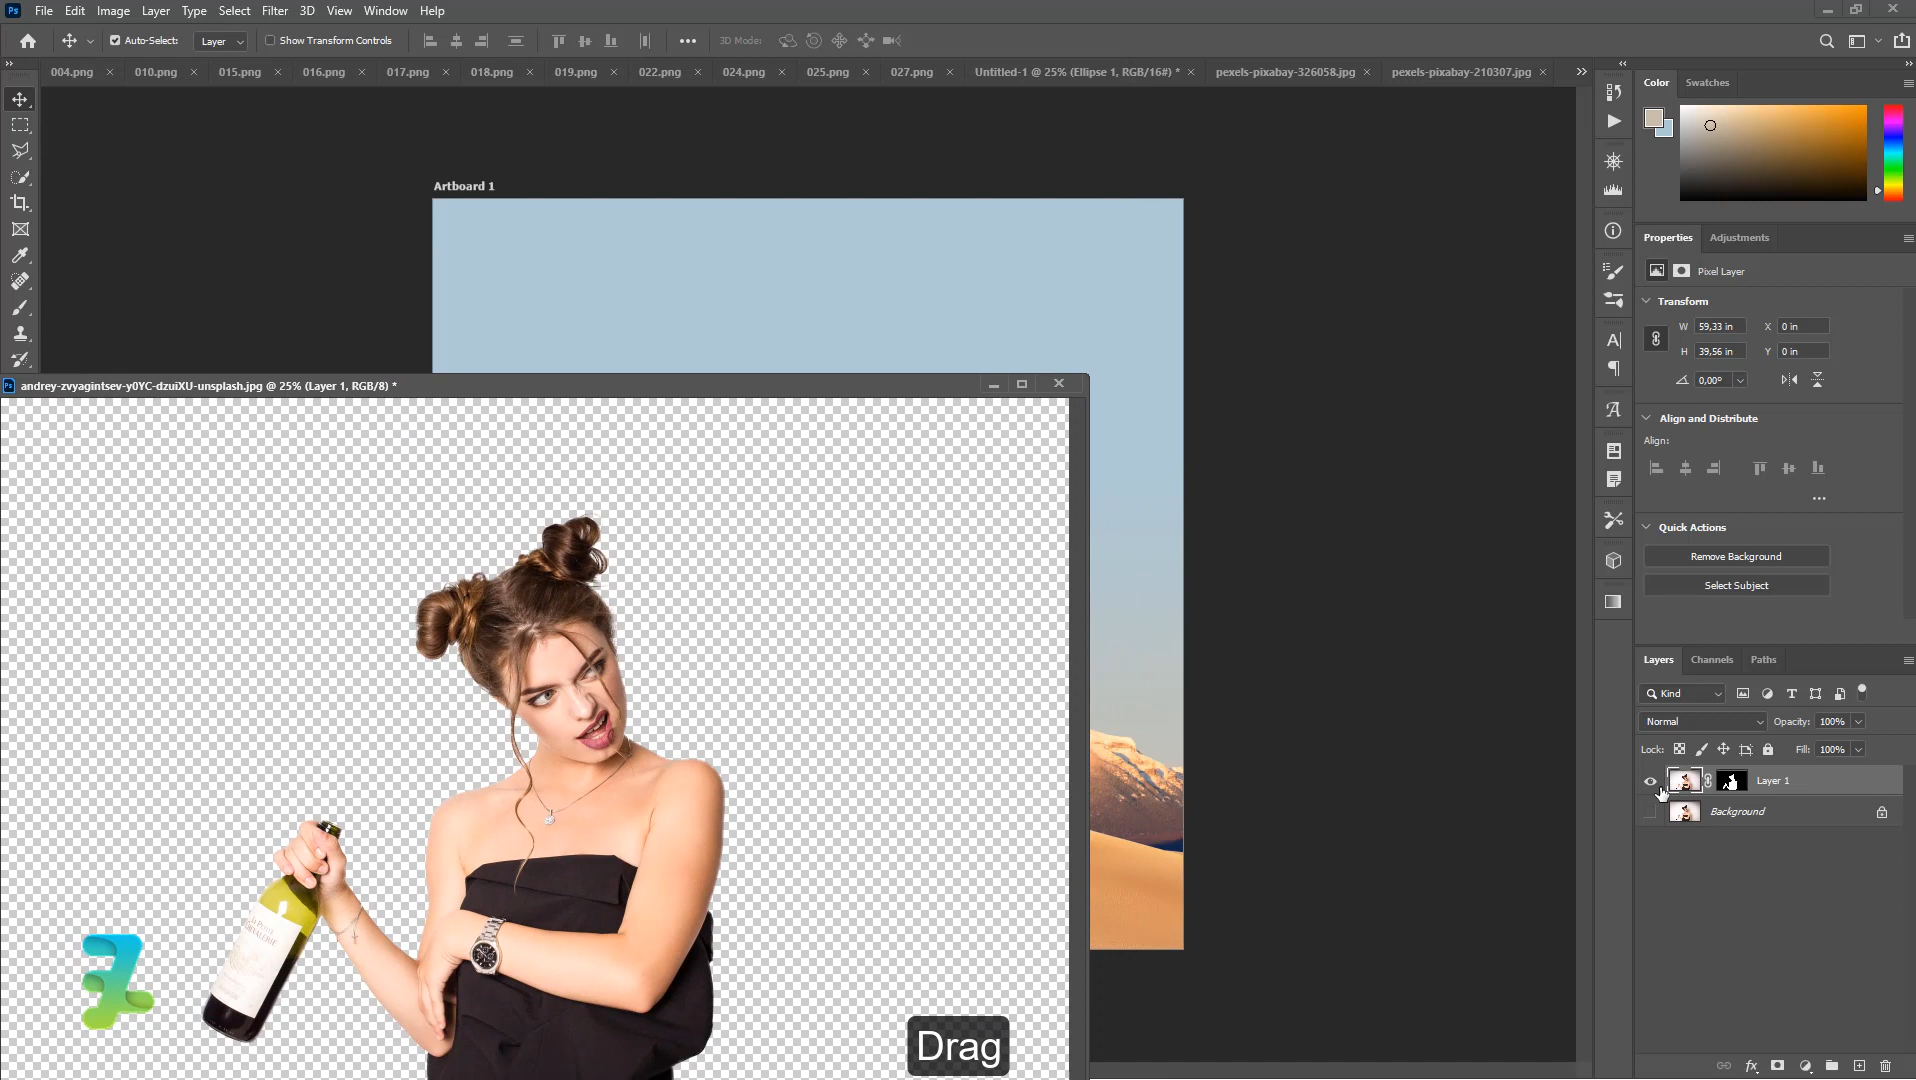 Ps File Edit Image Layer Type Select Filter 3D View Window Help
Auto-Select: Layer Show Transform Controls 3D Mode:
004.png 010.png 015.png 016.png 017.png 018.png 019.png 022.png 024.png 025.png 027.png Untitled-1 @ 25% (Ellipse 1, RGB/16#) * pexels-pixabay-326058.jpg pexels-pixabay-210307.jpg
Color Swatches
Artboard 1
Properties Adjustments
Pixel Layer
Transform
W 59,33 in X 0 in
H 39,56 in Y 0 in
0,00°
Ps andrey-zvyagintsev-y0YC-dzuiXU-unsplash.jpg @ 25% (Layer 1, RGB/8) *
Align and Distribute
Align:
Quick Actions
Remove Background
Select Subject
Layers Channels Paths
Kind
Normal Opacity: 100%
Lock: Fill: 100%
Layer 1
Background
Drag